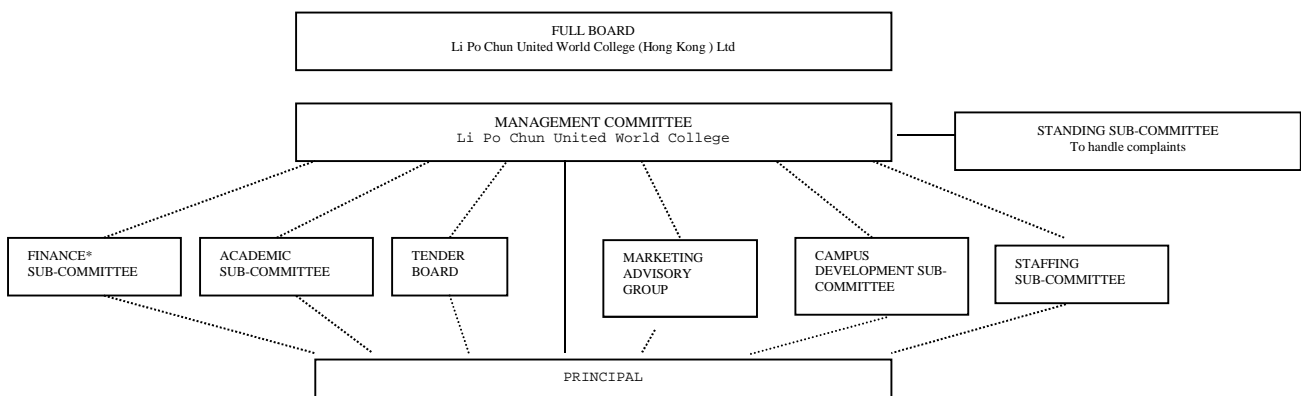 FULL BOARD
Li Po Chun United World College (Hong Kong ) Ltd
MANAGEMENT COMMITTEE
Li Po Chun United World College
STANDING SUB-COMMITTEE
To handle complaints
FINANCE*
SUB-COMMITTEE
ACADEMIC
SUB-COMMITTEE
TENDER
BOARD
MARKETING
ADVISORY
GROUP
CAMPUS
DEVELOPMENT SUB-
COMMITTEE
STAFFING
SUB-COMMITTEE
PRINCIPAL